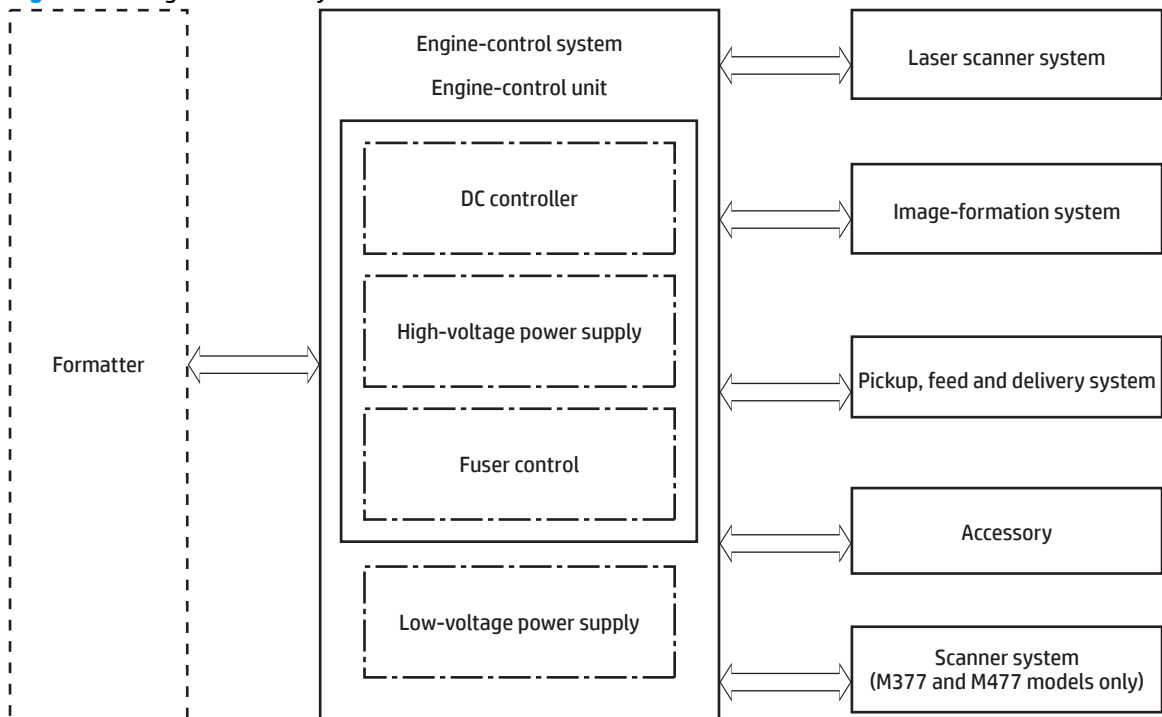 Engine-control system
Engine-control unit
DC controller
High-voltage power supply
Fuser control
Low-voltage power supply
Formatter
Laser scanner system
Image-formation system
Pickup, feed and delivery system
Accessory
Scanner system
(M377 and M477 models only)